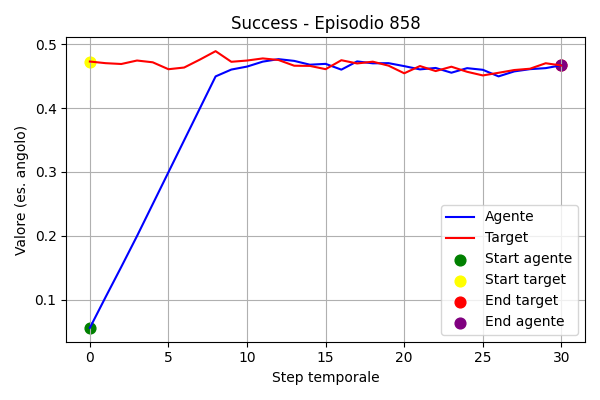 Success - Episodio 858
Valore (es. angolo)
0.5
0.4
0.3
0.2
0.1
0 5 10 15 20 25 30
Step temporale
Agente
Target
Start agente
Start target
End target
End agente